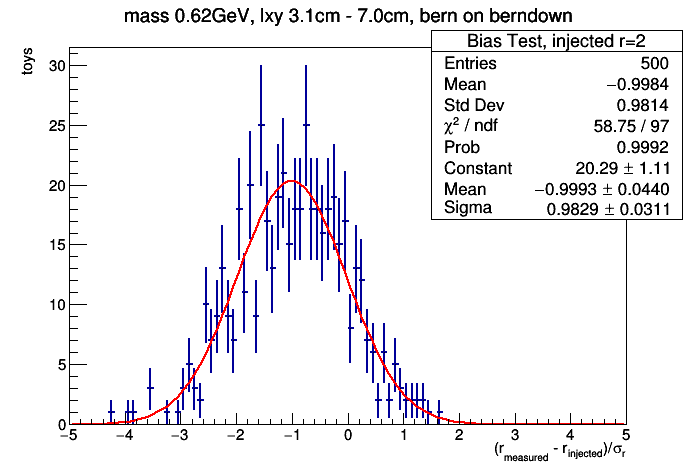 mass 0.62GeV, lxy 3.1cm - 7.0cm, bern on berndown
toys
Bias Test, injected r=2
Entries 500
Mean −0.9984
Std Dev 0.9814
χ² / ndf 58.75 / 97
Prob 0.9992
Constant 20.29 ± 1.11
Mean −0.9993 ± 0.0440
Sigma 0.9829 ± 0.0311
30
25
20
15
10
5
0
−5 −4 −3 −2 −1 0 1 2 3 4 5
(r_measured - r_injected)/σ_r